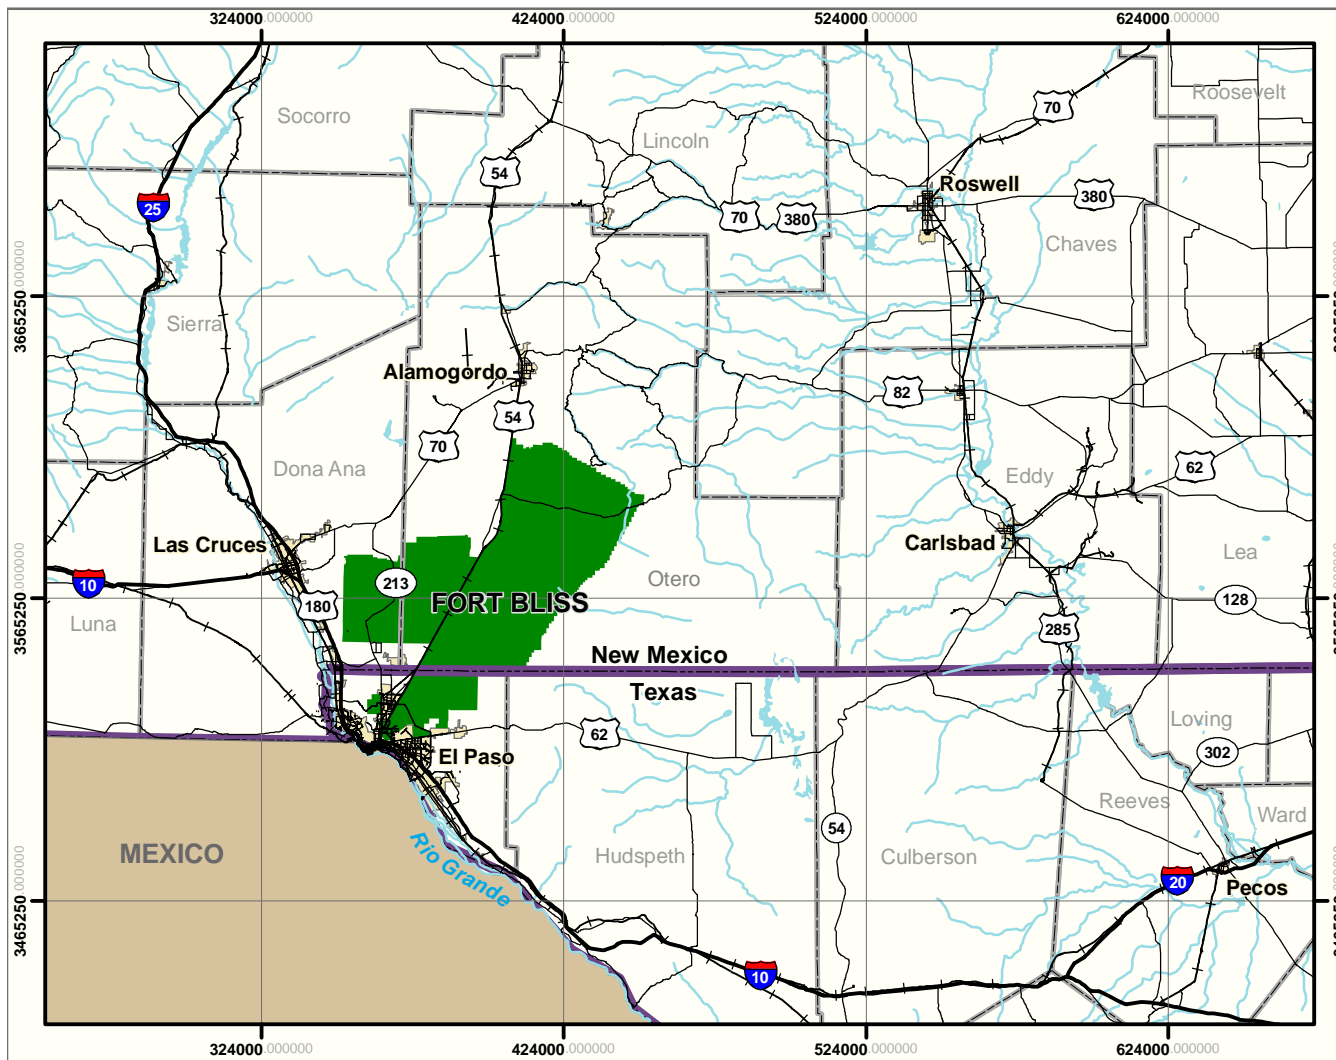 324000.000000 424000.000000 524000.000000 624000.000000
Socorro
Lincoln
Roosevelt
70
54
Roswell
25
70
380
380
Chaves
3665250.000000
Sierra
Alamogordo
82
54
70
Dona Ana
Eddy
62
Las Cruces
Carlsbad
Lea
10
213
Otero
180
FORT BLISS
128
3565250.000000
Luna
285
New Mexico
Texas
Loving
62
302
El Paso
Reeves
Ward
54
MEXICO
Rio Grande
Hudspeth
Culberson
20
Pecos
3465250.000000
10
324000.000000 424000.000000 524000.000000 624000.000000